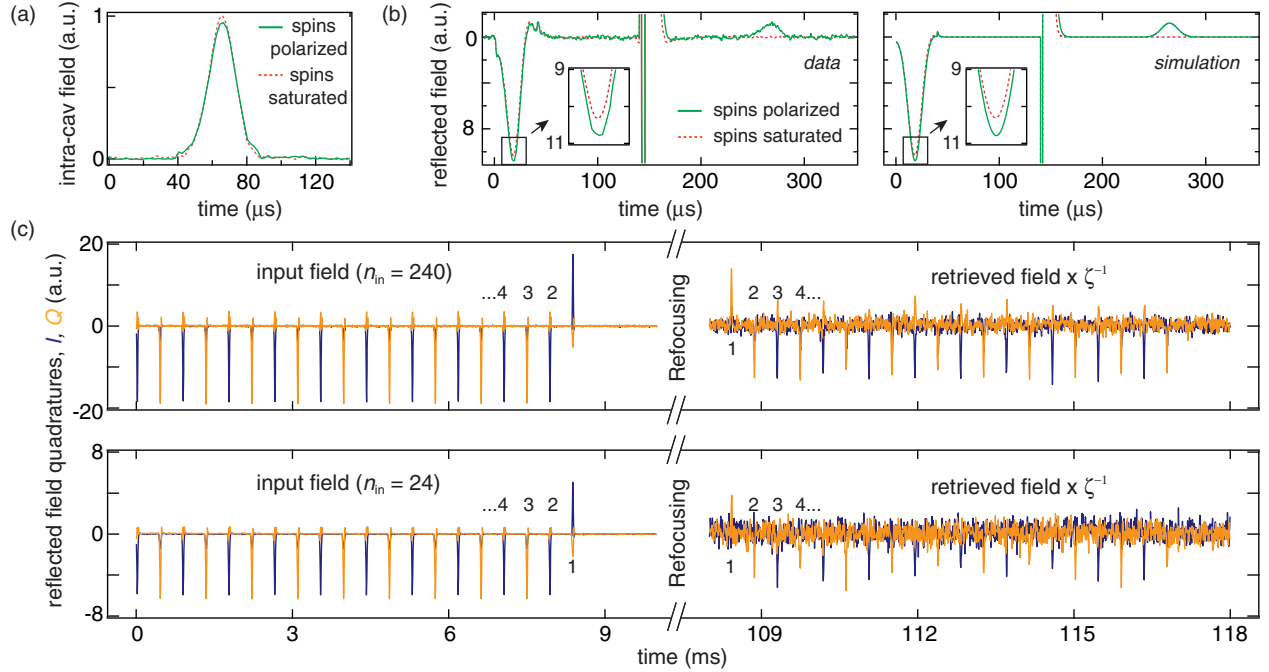 (a)
intra-cav field (a.u.)
1
0
0
40
80
120
time (μs)
spins
polarized
spins
saturated
(b)
reflected field (a.u.)
0
8
0
100
200
300
time (μs)
9
11
data
spins polarized
spins saturated
9
11
simulation
0
100
200
300
time (μs)
(c)
reflected field quadratures, I, Q (a.u.)
20
0
-20
input field (nin = 240)
...4 3 2
Refocusing
retrieved field x ζ⁻¹
2 3 4...
1
8
0
-8
input field (nin = 24)
...4 3 2
1
Refocusing
retrieved field x ζ⁻¹
2 3 4...
1
0
3
6
9
109
112
115
118
time (ms)